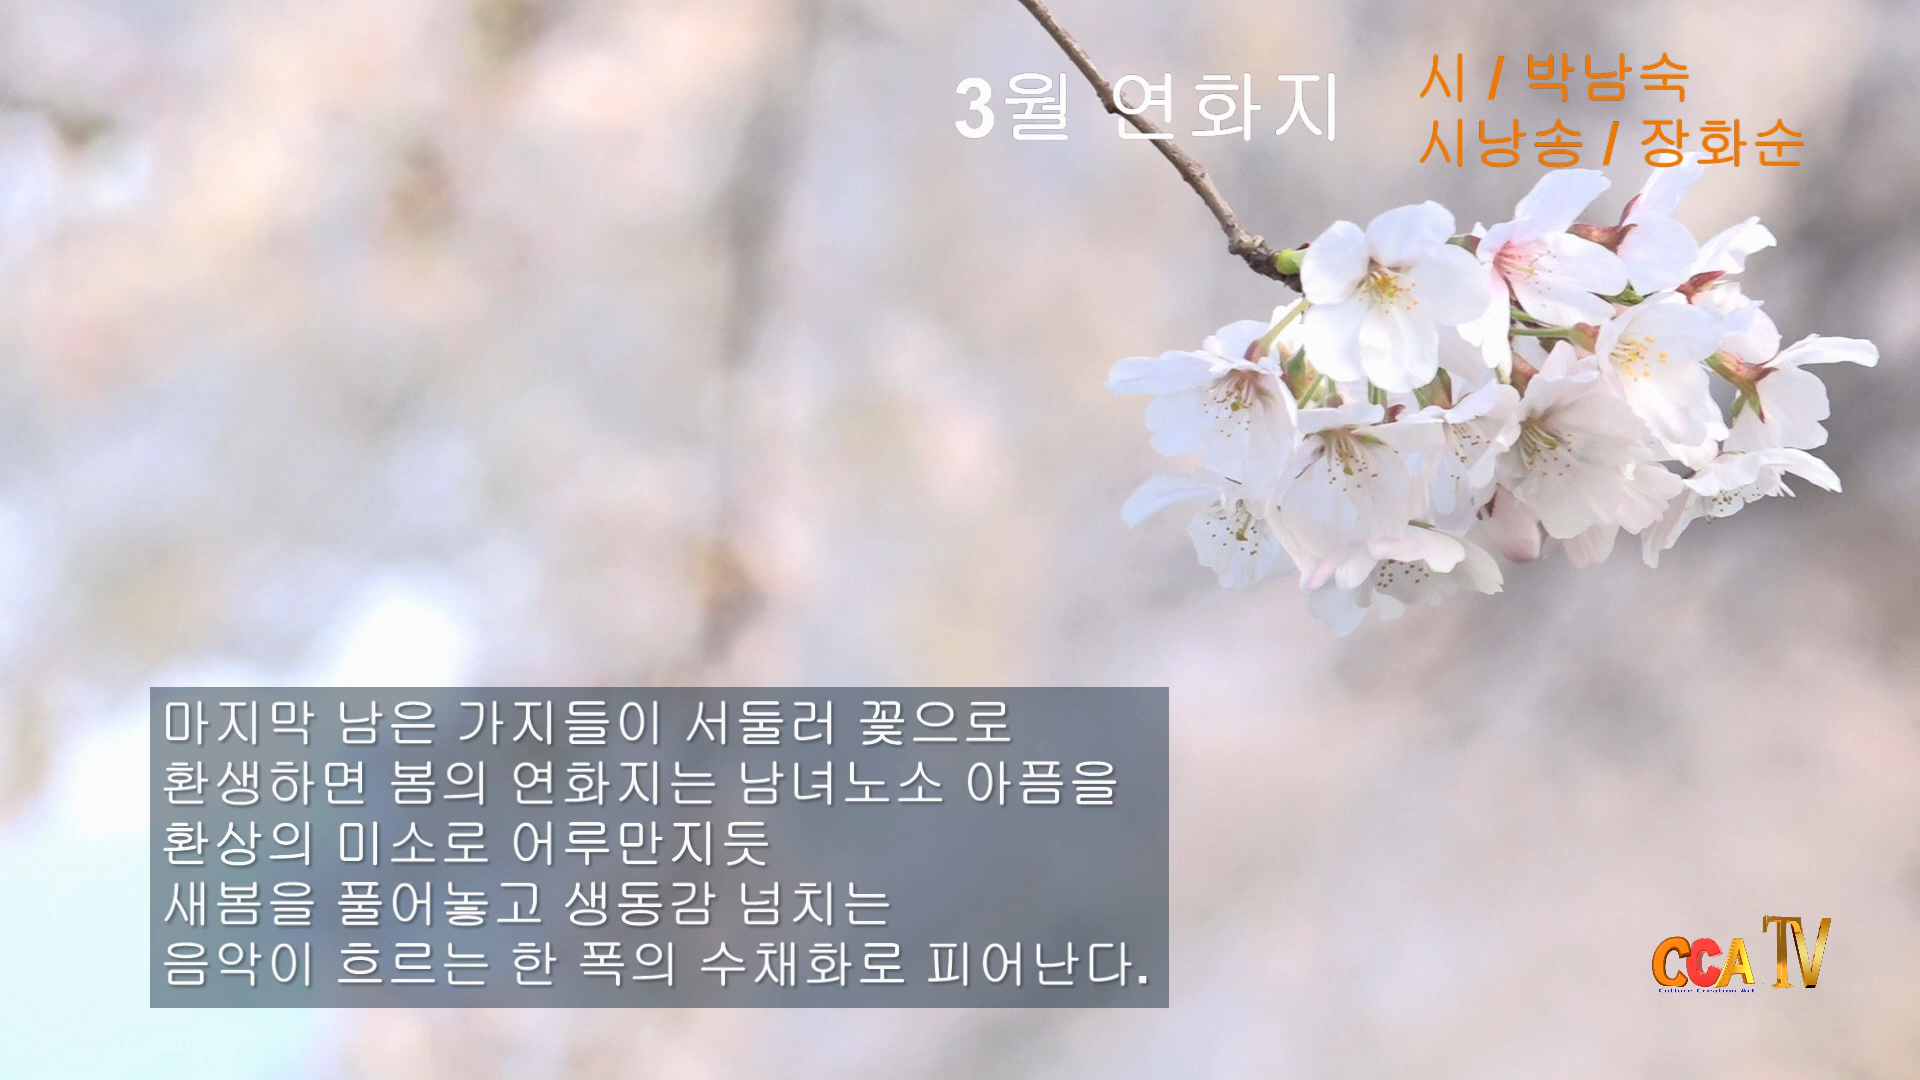 3월 연화지
시 / 박남숙
시낭송 / 장화순
마지막 남은 가지들이 서둘러 꽃으로
환생하면 봄의 연화지는 남녀노소 아픔을
환상의 미소로 어루만지듯
새봄을 풀어놓고 생동감 넘치는
음악이 흐르는 한 폭의 수채화로 피어난다.
CCA TV
Culture Creation Art